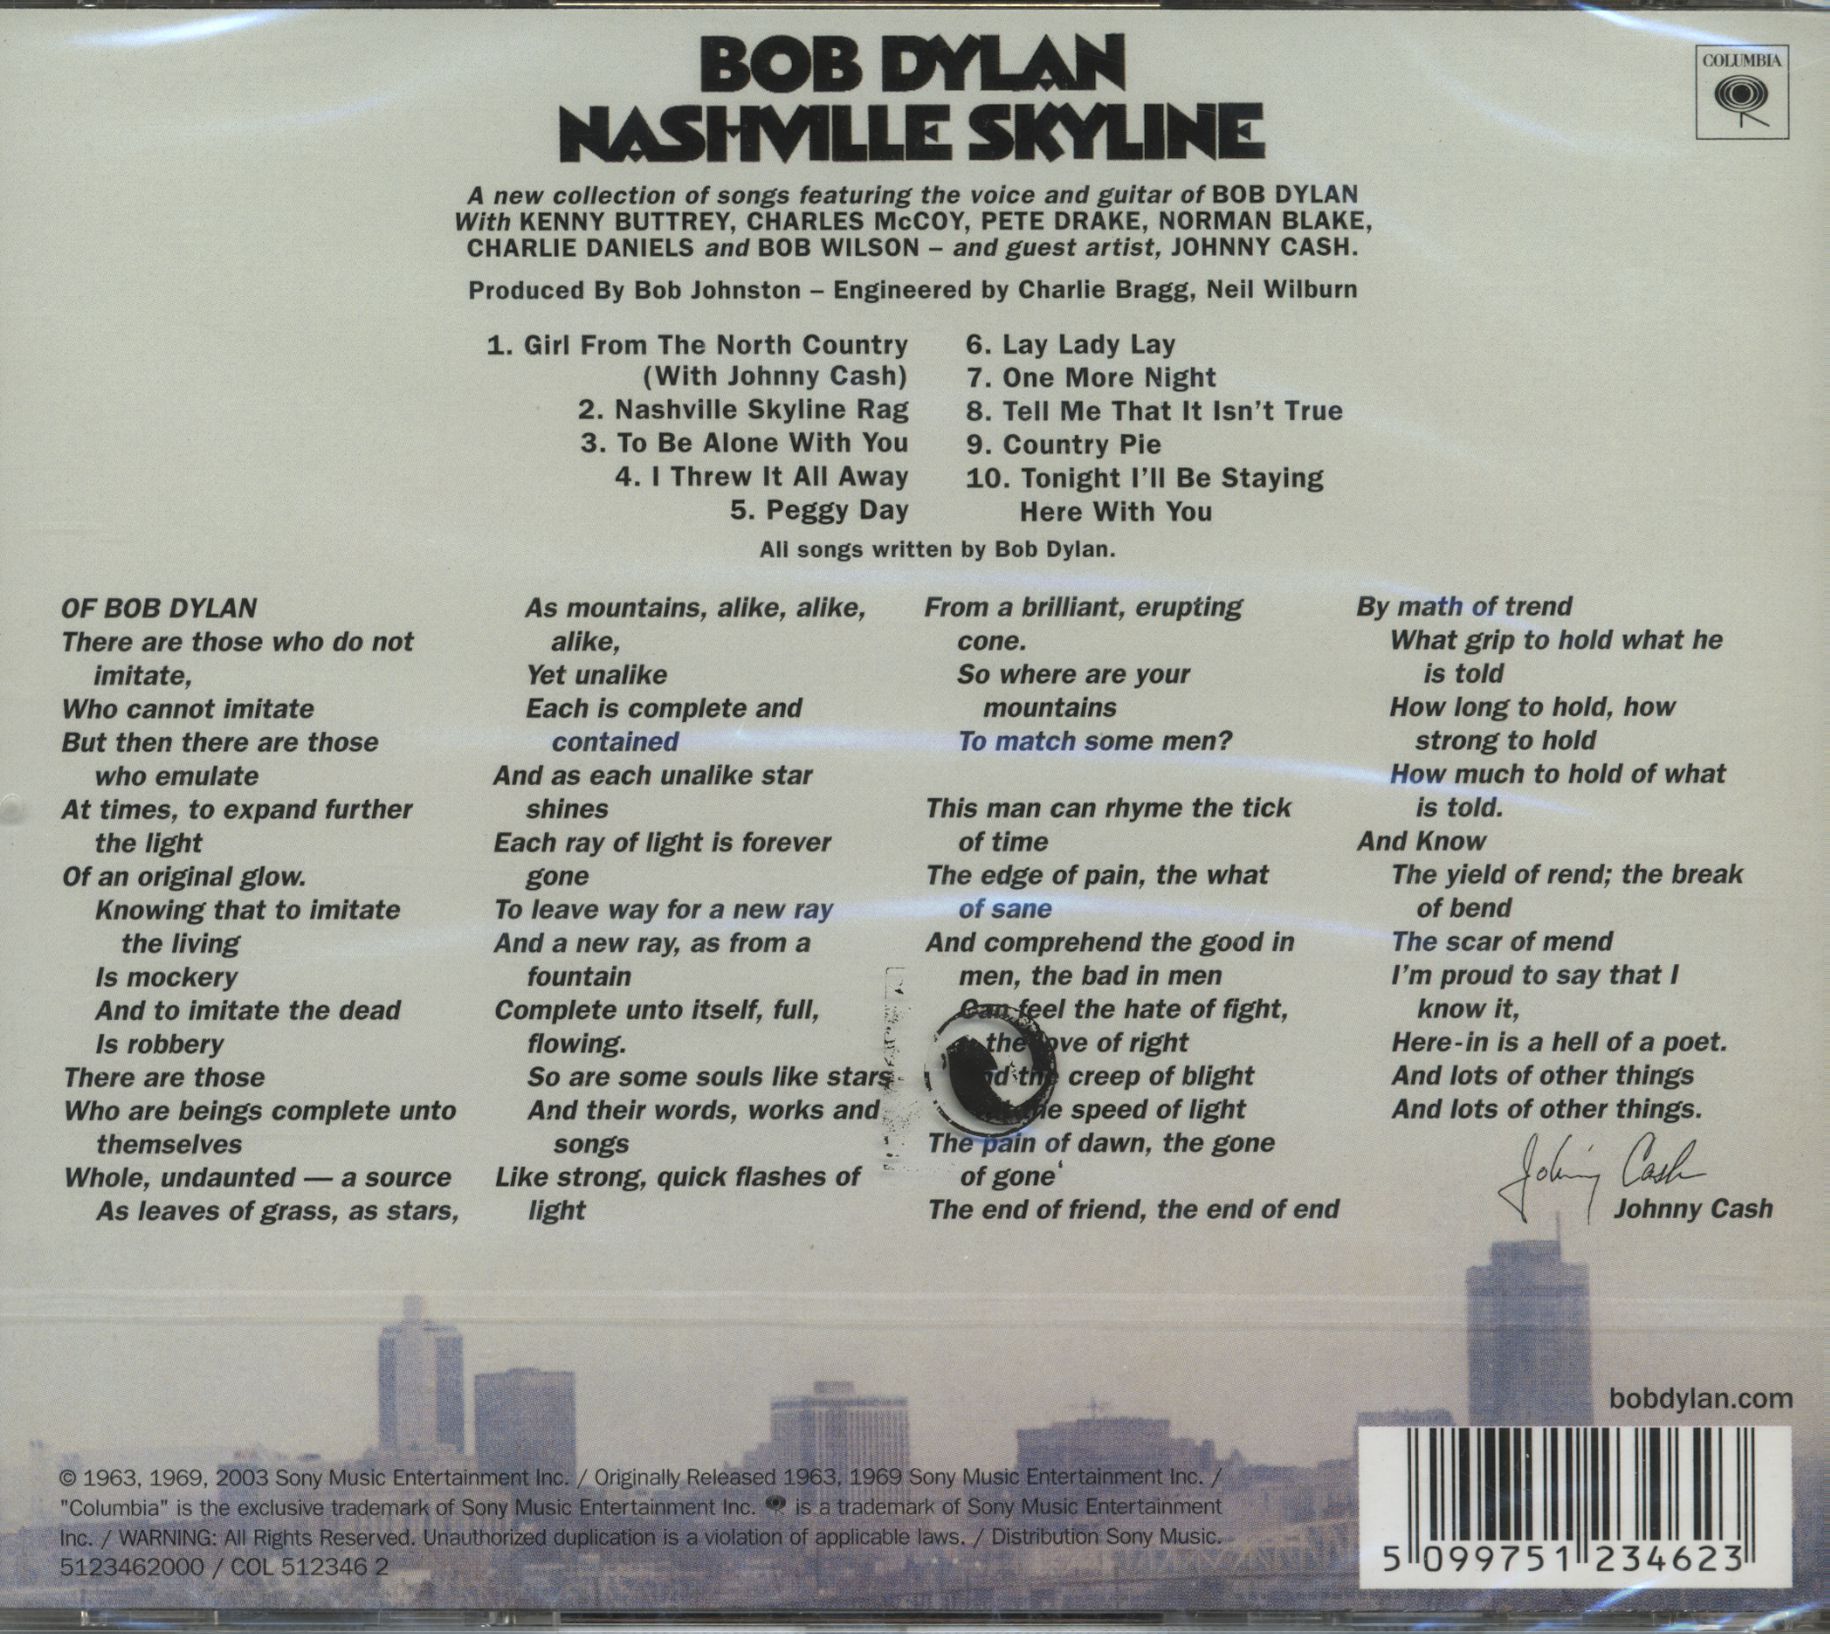 BOB DYLAN
NASHVILLE SKYLINE
COLUMBIA
A new collection of songs featuring the voice and guitar of BOB DYLAN
With KENNY BUTTREY, CHARLES McCOY, PETE DRAKE, NORMAN BLAKE,
CHARLIE DANIELS and BOB WILSON – and guest artist, JOHNNY CASH.
Produced By Bob Johnston – Engineered by Charlie Bragg, Neil Wilburn
1. Girl From The North Country
(With Johnny Cash)
2. Nashville Skyline Rag
3. To Be Alone With You
4. I Threw It All Away
5. Peggy Day
6. Lay Lady Lay
7. One More Night
8. Tell Me That It Isn't True
9. Country Pie
10. Tonight I'll Be Staying
Here With You
All songs written by Bob Dylan.
OF BOB DYLAN
There are those who do not
imitate,
Who cannot imitate
But then there are those
who emulate
At times, to expand further
the light
Of an original glow.
Knowing that to imitate
the living
Is mockery
And to imitate the dead
Is robbery
There are those
Who are beings complete unto
themselves
Whole, undaunted — a source
As leaves of grass, as stars,
As mountains, alike, alike,
alike,
Yet unalike
Each is complete and
contained
And as each unalike star
shines
Each ray of light is forever
gone
To leave way for a new ray
And a new ray, as from a
fountain
Complete unto itself, full,
flowing.
So are some souls like stars
And their words, works and
songs
Like strong, quick flashes of
light
From a brilliant, erupting
cone.
So where are your
mountains
To match some men?
This man can rhyme the tick
of time
The edge of pain, the what
of sane
And comprehend the good in
men, the bad in men
Can feel the hate of fight,
the love of right
the creep of blight
speed of light
The pain of dawn, the gone
of gone
The end of friend, the end of end
By math of trend
What grip to hold what he
is told
How long to hold, how
strong to hold
How much to hold of what
is told.
And Know
The yield of rend; the break
of bend
The scar of mend
I'm proud to say that I
know it,
Here-in is a hell of a poet.
And lots of other things
And lots of other things.
Johnny Cash
Johnny Cash
bobdylan.com
© 1963, 1969, 2003 Sony Music Entertainment Inc. / Originally Released 1963, 1969 Sony Music Entertainment Inc. /
"Columbia" is the exclusive trademark of Sony Music Entertainment Inc. is a trademark of Sony Music Entertainment
Inc. / WARNING: All Rights Reserved. Unauthorized duplication is a violation of applicable laws. / Distribution Sony Music.
5123462000 / COL 512346 2
5 099751 234623